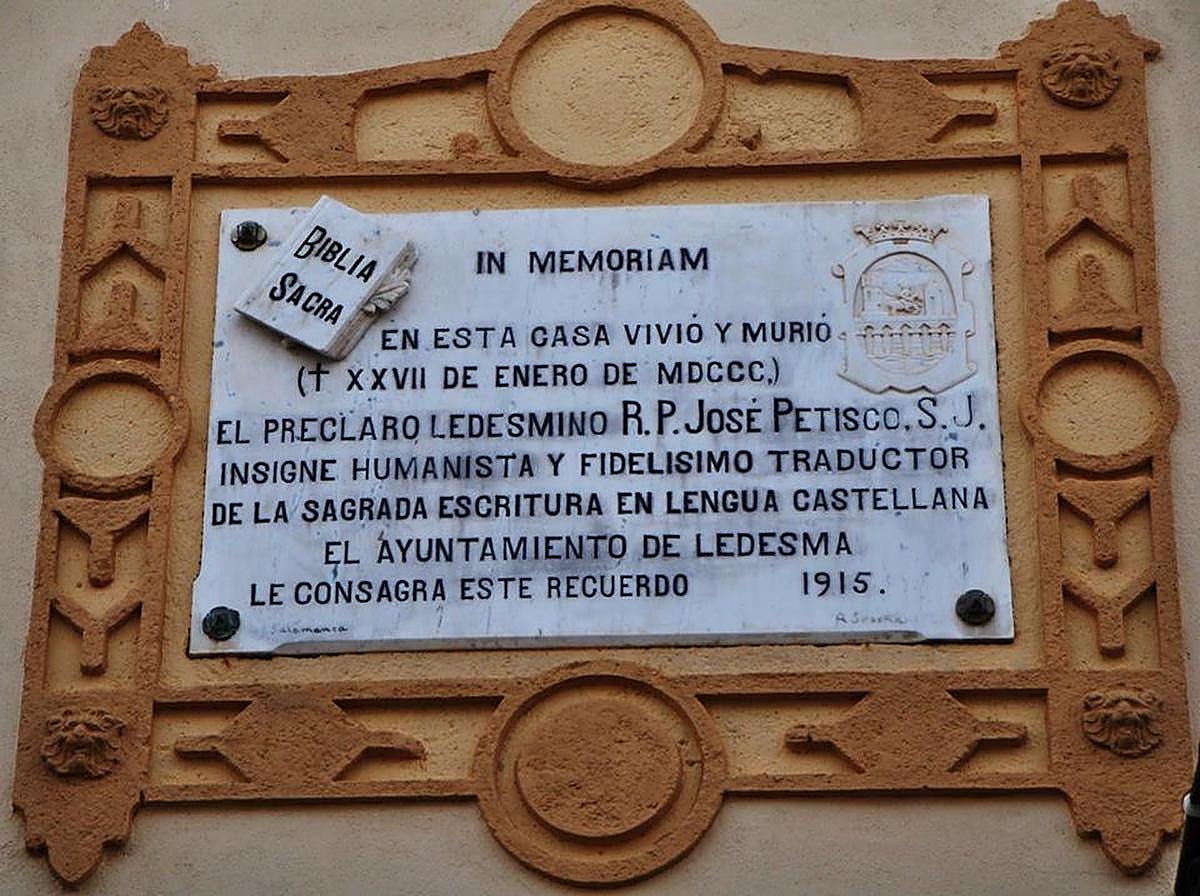 BIBLIA
SACRA
IN MEMORIAM
EN ESTA CASA VIVIÓ Y MURIÓ
(† XXVII DE ENERO DE MDCCC,)
EL PRECLARO LEDESMINO R.P. JOSÉ PETISCO, S.J.
INSIGNE HUMANISTA Y FIDELISIMO TRADUCTOR
DE LA SAGRADA ESCRITURA EN LENGUA CASTELLANA
EL AYUNTAMIENTO DE LEDESMA
LE CONSAGRA ESTE RECUERDO 1915.
Salamanca